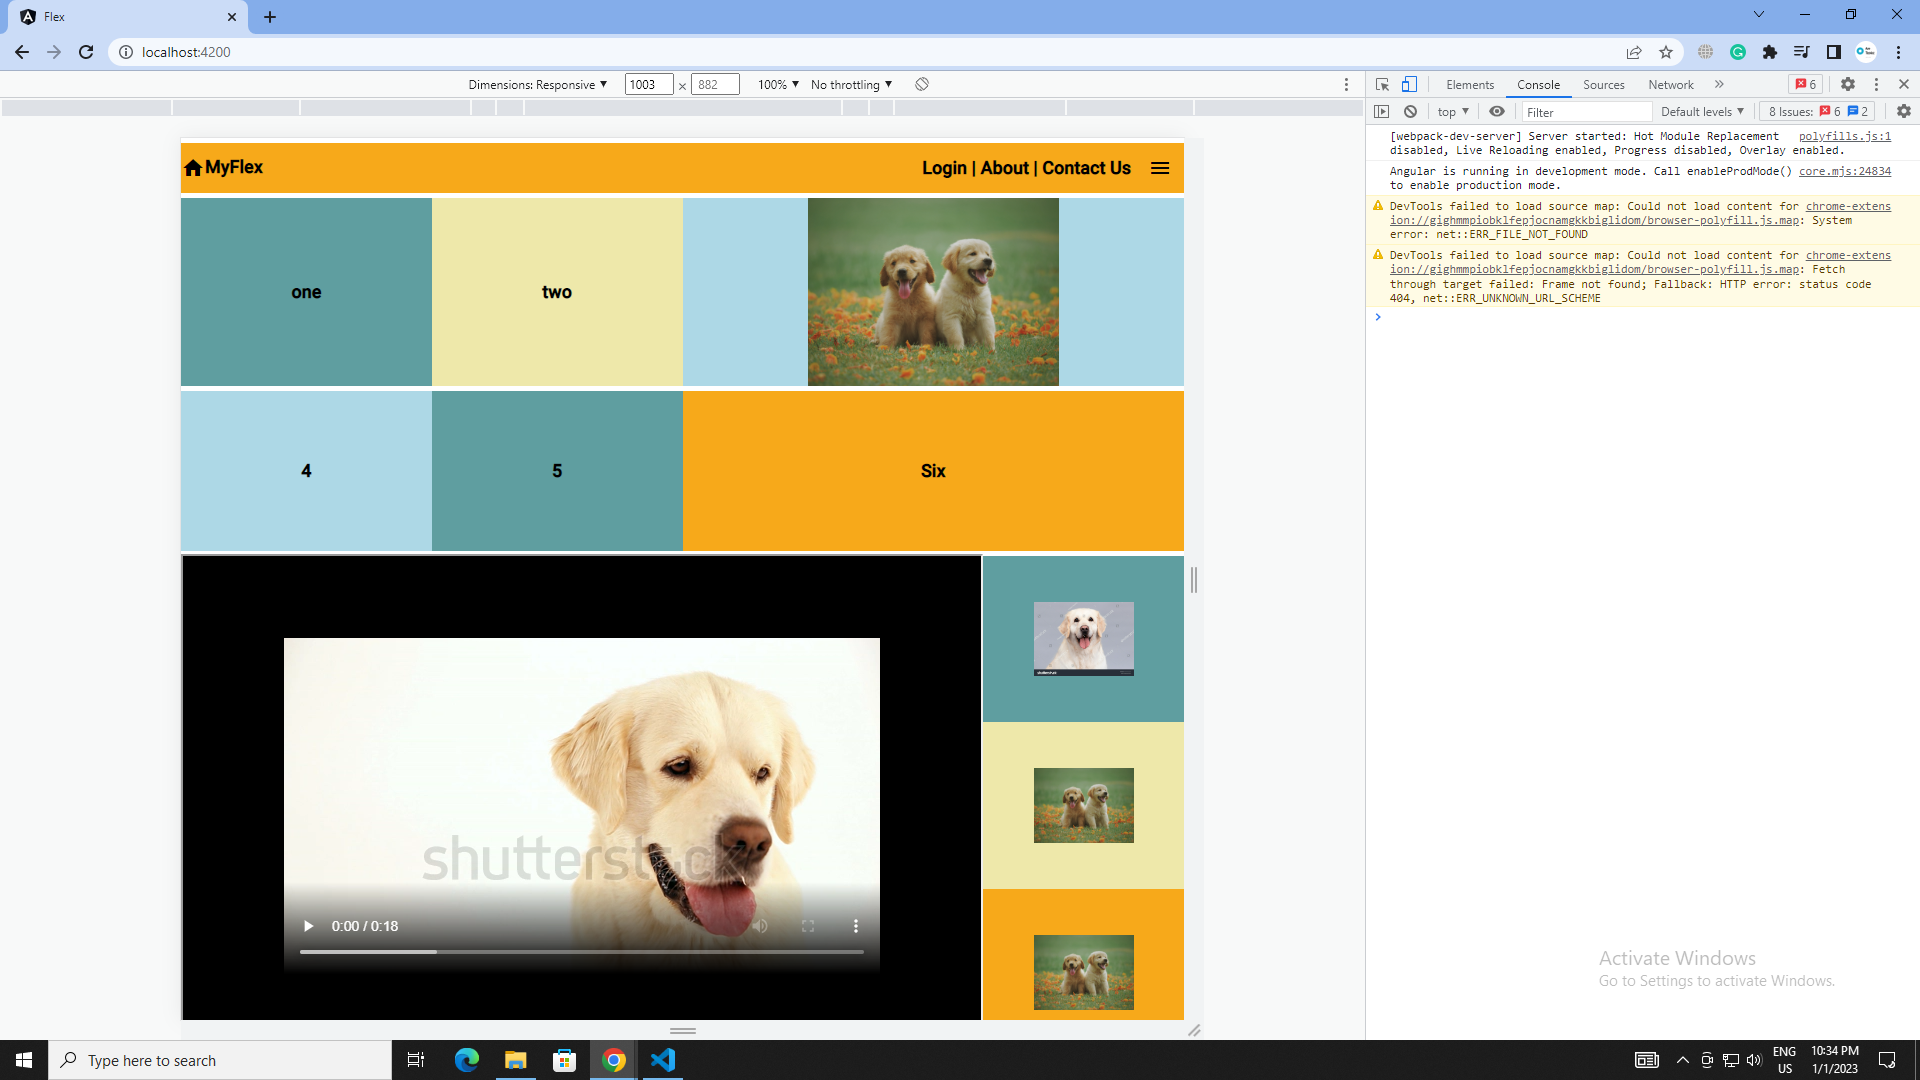 Flex
localhost:4200
Dimensions: Responsive ▼ 1003 × 882 100% ▼ No throttling ▼
Elements Console Sources Network » 6
top ▼ Filter Default levels ▼ 8 Issues: 6 2
MyFlex
Login | About | Contact Us
one
two
4
5
Six
shutterstock
0:00 / 0:18
[webpack-dev-server] Server started: Hot Module Replacement polyfills.js:1
disabled, Live Reloading enabled, Progress disabled, Overlay enabled.
Angular is running in development mode. Call enableProdMode() core.mjs:24834
to enable production mode.
DevTools failed to load source map: Could not load content for chrome-extens
ion://gighmmpiobklfepjocnamgkkbiglidom/browser-polyfill.js.map: System
error: net::ERR_FILE_NOT_FOUND
DevTools failed to load source map: Could not load content for chrome-extens
ion://gighmmpiobklfepjocnamgkkbiglidom/browser-polyfill.js.map: Fetch
through target failed: Frame not found; Fallback: HTTP error: status code
404, net::ERR_UNKNOWN_URL_SCHEME
Activate Windows
Go to Settings to activate Windows.
Type here to search
ENG
US
10:34 PM
1/1/2023